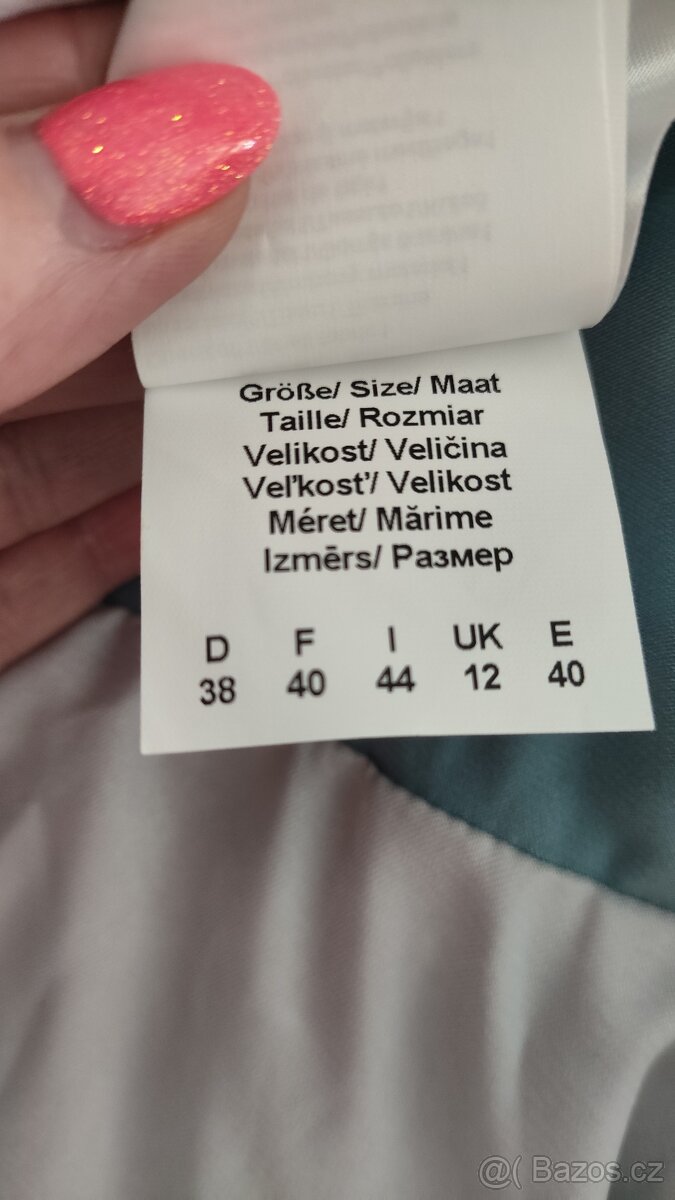 Größe/ Size/ Maat
Taille/ Rozmiar
Velikost/ Veličina
Veľkosť/ Velikost
Méret/ Mărime
Izmērs/ Размер
D F I UK E
38 40 44 12 40
@( Bazos.cz